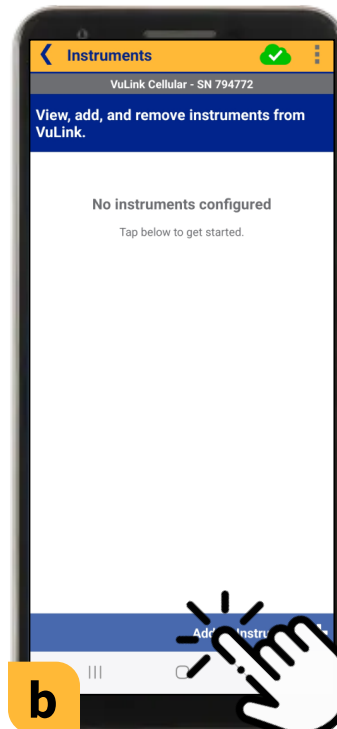 Instruments
VuLink Cellular - SN 794772
View, add, and remove instruments from
VuLink.
No instruments configured
Tap below to get started.
b